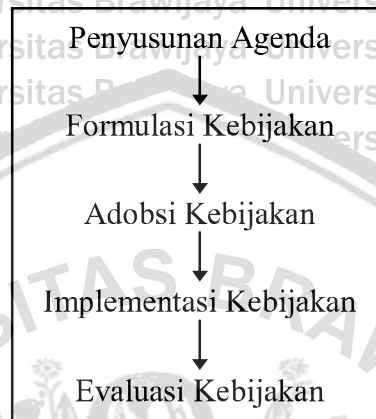 Penyusunan Agenda
Formulasi Kebijakan
Adobsi Kebijakan
Implementasi Kebijakan
Evaluasi Kebijakan